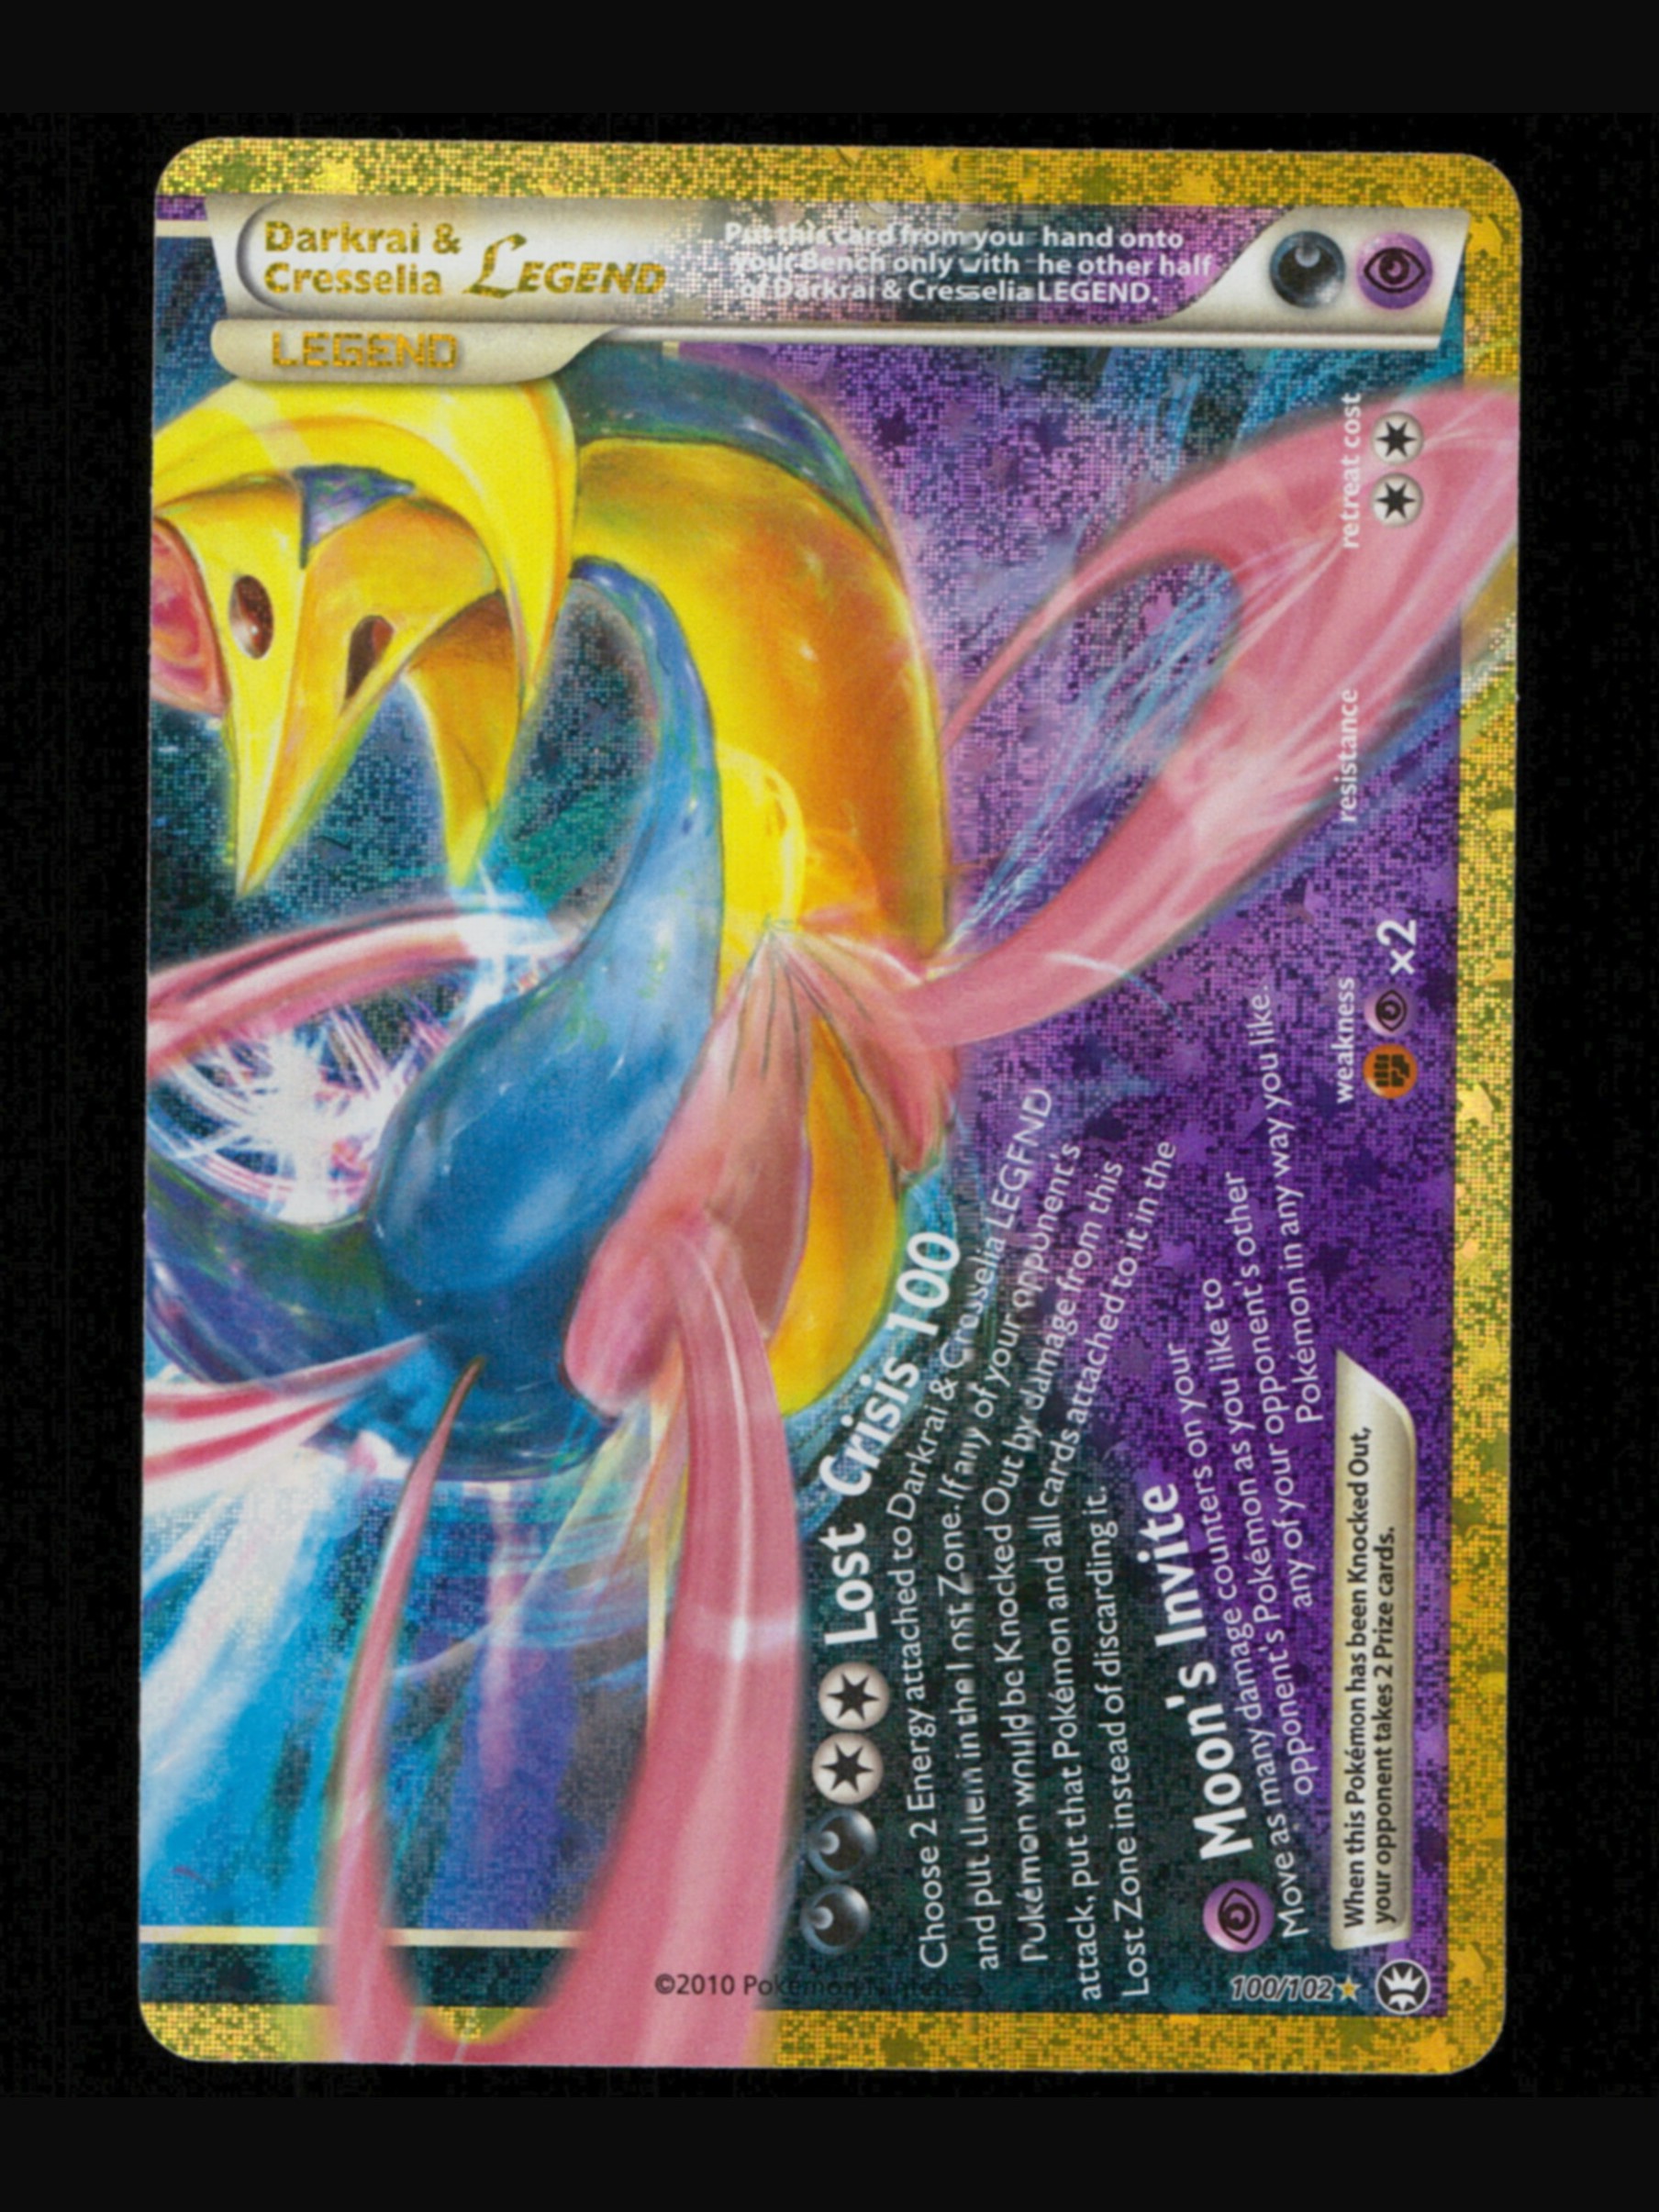 Darkrai &
Cresselia LEGEND
Put this card from your hand onto
your Bench only with the other half
of Darkrai & Cresselia LEGEND.
LEGEND
Lost Crisis 100
Choose 2 Energy attached to Darkrai & Cresselia LEGEND
and put them in the Lost Zone. If any of your opponent's
Pokémon would be Knocked Out by damage from this
attack, put that Pokémon and all cards attached to it in the
Lost Zone instead of discarding it.
Moon's Invite
Move as many damage counters on your
opponent's Pokémon as you like to
any of your opponent's other
Pokémon in any way you like.
weakness
×2
resistance
retreat cost
When this Pokémon has been Knocked Out,
your opponent takes 2 Prize cards.
©2010 Pokémon
100/102